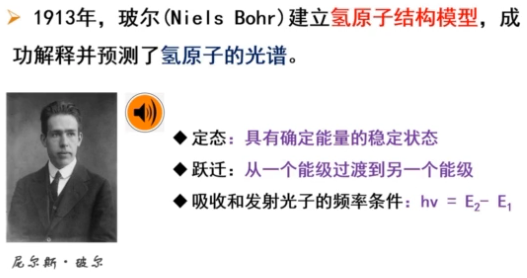 ➤ 1913年，玻尔(Niels Bohr)建立氢原子结构模型，成
功解释并预测了氢原子的光谱。
◆ 定态：具有确定能量的稳定状态
◆ 跃迁：从一个能级过渡到另一个能级
◆ 吸收和发射光子的频率条件：hv = E₂- E₁
尼尔斯·玻尔